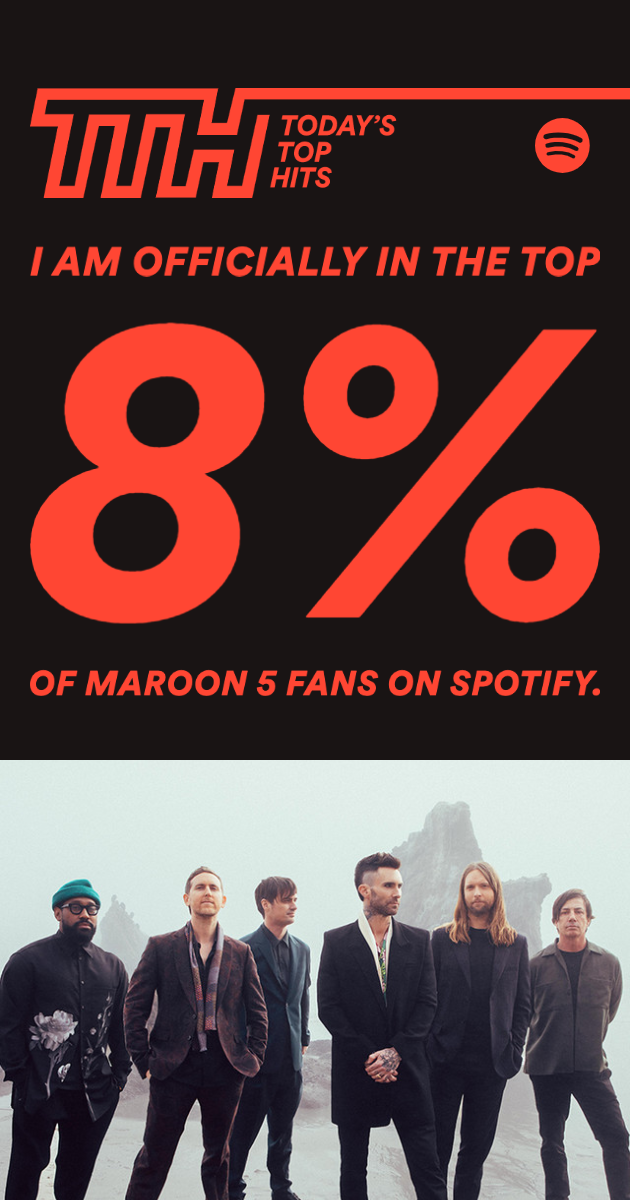 TTH
TODAY'S
TOP
HITS
I AM OFFICIALLY IN THE TOP
8%
OF MAROON 5 FANS ON SPOTIFY.